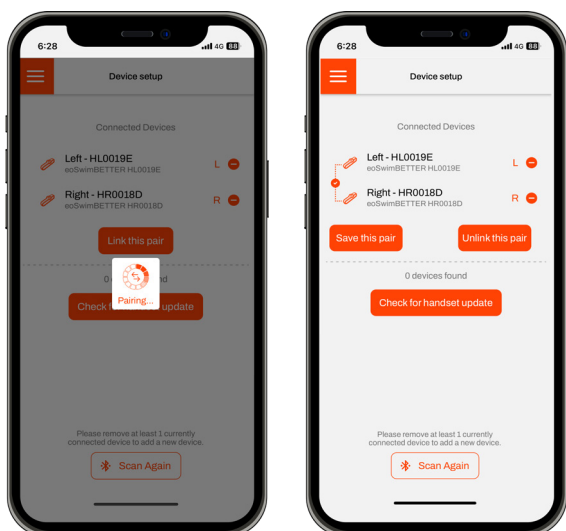 6:28
4G 88
Device setup
Connected Devices
Left - HL0019E
eoSwimBETTER HL0019E
L
Right - HR0018D
eoSwimBETTER HR0018D
R
Link this pair
0 d
nd
Pairing...
Check f
update
Please remove at least 1 currently
connected device to add a new device.
Scan Again
6:28
4G 88
Device setup
Connected Devices
Left - HL0019E
eoSwimBETTER HL0019E
L
Right - HR0018D
eoSwimBETTER HR0018D
R
Save this pair
Unlink this pair
0 devices found
Check for handset update
Please remove at least 1 currently
connected device to add a new device.
Scan Again